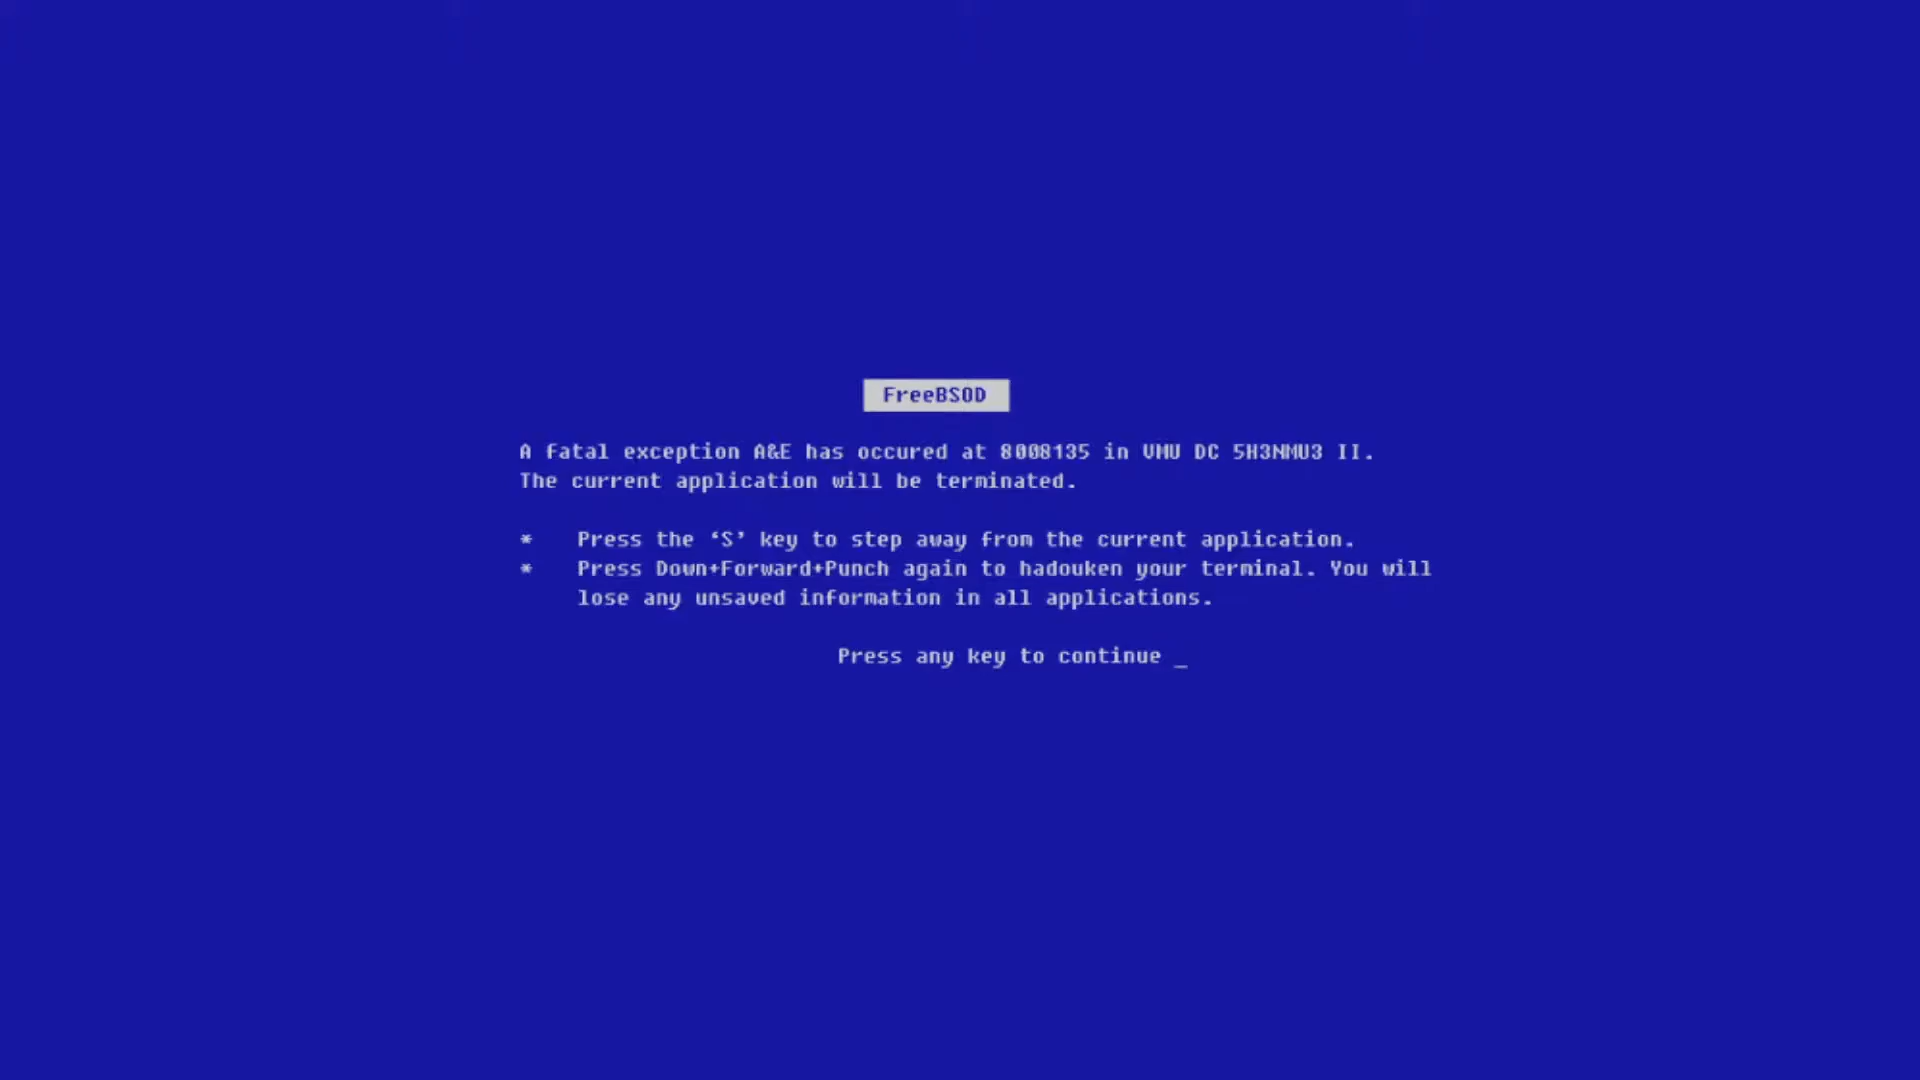 FreeBSOD
A fatal exception A&E has occured at 8008135 in VMU DC 5H3NMU3 II.
The current application will be terminated.
* Press the ‘S’ key to step away from the current application.
* Press Down+Forward+Punch again to hadouken your terminal. You will
lose any unsaved information in all applications.
Press any key to continue _